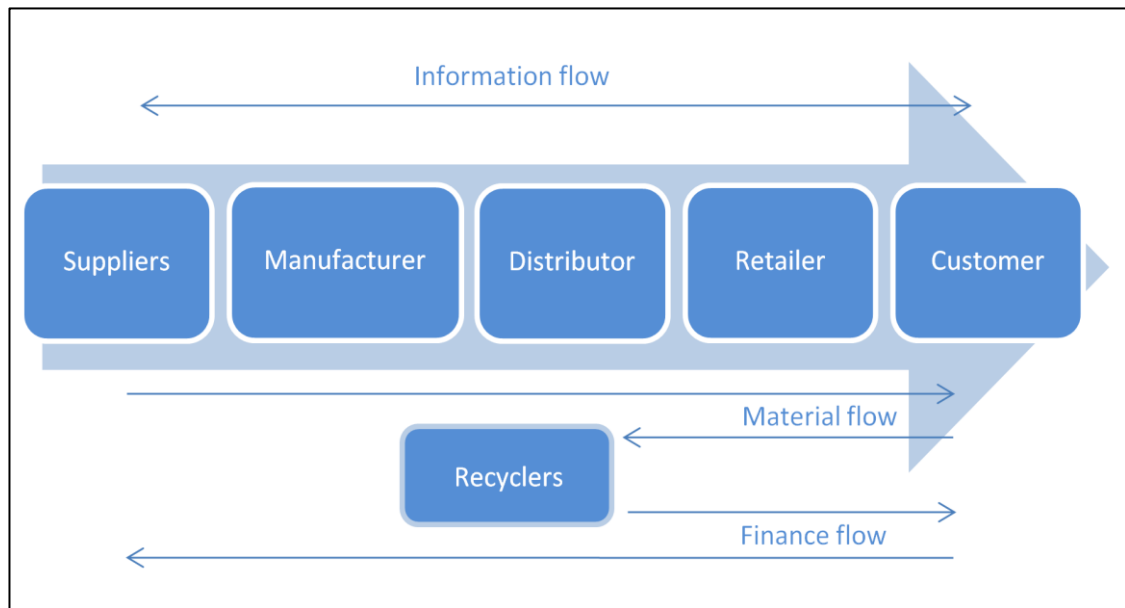 Information flow
Suppliers
Manufacturer
Distributor
Retailer
Customer
Material flow
Recyclers
Finance flow